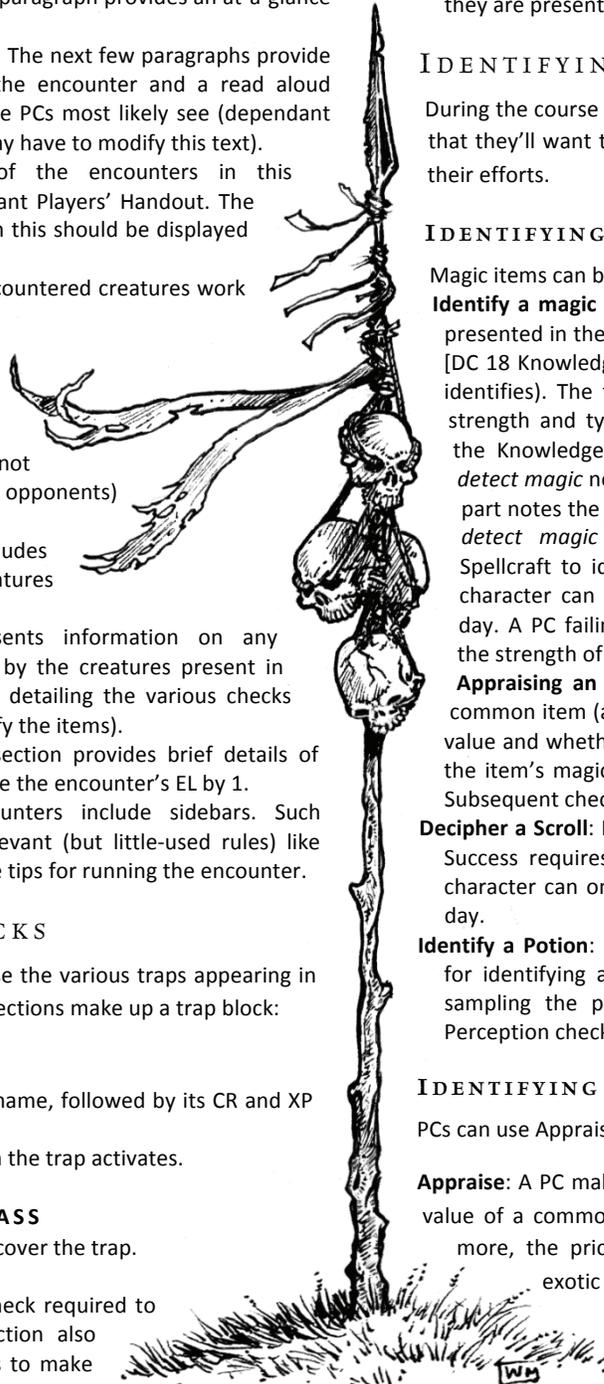 paragraph provides an at-a-glance
The next few paragraphs provide
the encounter and a read aloud
e PCs most likely see (dependant
ay have to modify this text).
of the encounters in this
ant Players’ Handout. The
n this should be displayed
countered creatures work
not
opponents)
udes
atures
sents information on any
by the creatures present in
detailing the various checks
fy the items).
section provides brief details of
e the encounter’s EL by 1.
unters include sidebars. Such
evant (but little-used rules) like
e tips for running the encounter.
CKS
se the various traps appearing in
ections make up a trap block:
name, followed by its CR and XP
n the trap activates.
ASS
cover the trap.
heck required to
ction also
s to make
they are present
IDENTIFYIN
During the course
that they’ll want t
their efforts.
IDENTIFYING
Magic items can b
Identify a magic
presented in the
[DC 18 Knowledg
identifies). The
strength and ty
the Knowledge
detect magic n
part notes the
detect magic
Spellcraft to id
character can
day. A PC failin
the strength of
Appraising an
common item (a
value and wheth
the item’s magic
Subsequent chec
Decipher a Scroll:
Success requires
character can on
day.
Identify a Potion:
for identifying a
sampling the p
Perception check
IDENTIFYING
PCs can use Apprais
Appraise: A PC mak
value of a commo
more, the pric
exotic
WM